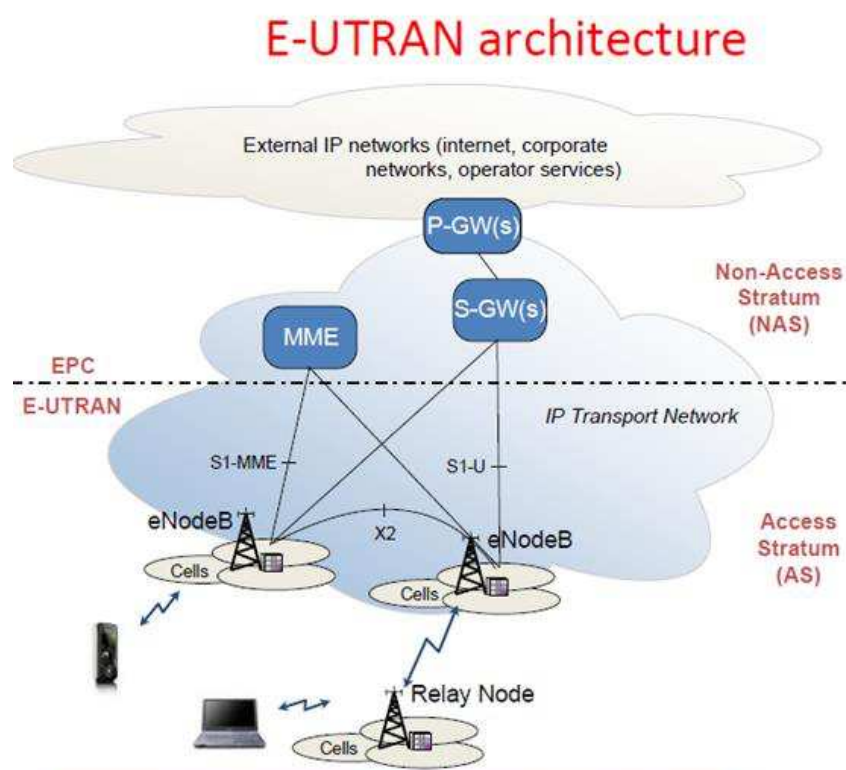 E-UTRAN architecture
External IP networks (internet, corporate
networks, operator services)
P-GW(s)
Non-Access
Stratum
(NAS)
S-GW(s)
MME
EPC
E-UTRAN
IP Transport Network
S1-MME
S1-U
eNodeB
X2
eNodeB
Access
Stratum
(AS)
Cells
Cells
Relay Node
Cells